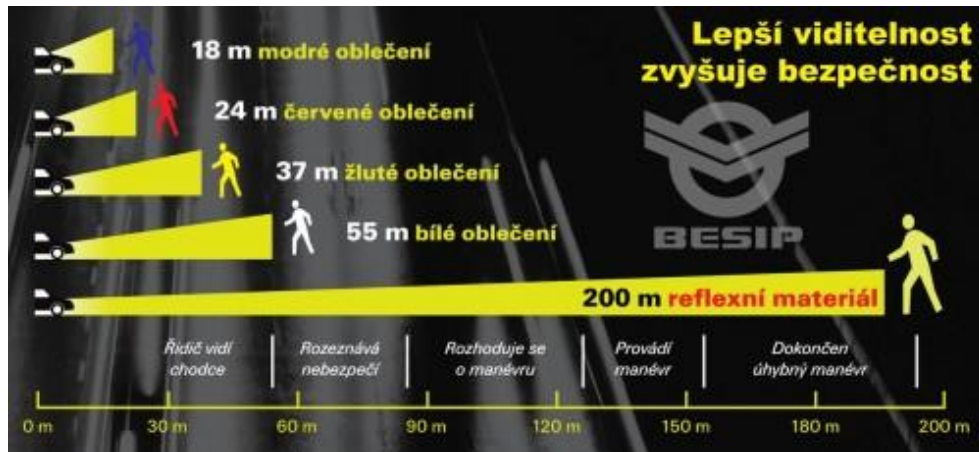 Lepší viditelnost
zvyšuje bezpečnost
18 m modré oblečení
24 m červené oblečení
37 m žluté oblečení
55 m bílé oblečení
BESIP
200 m reflexní materiál
Řidič vidí
chodce
Rozeznává
nebezpečí
Rozhoduje se
o manévru
Provádí
manévr
Dokončen
úhybný manévr
0 m 30 m 60 m 90 m 120 m 150 m 180 m 200 m